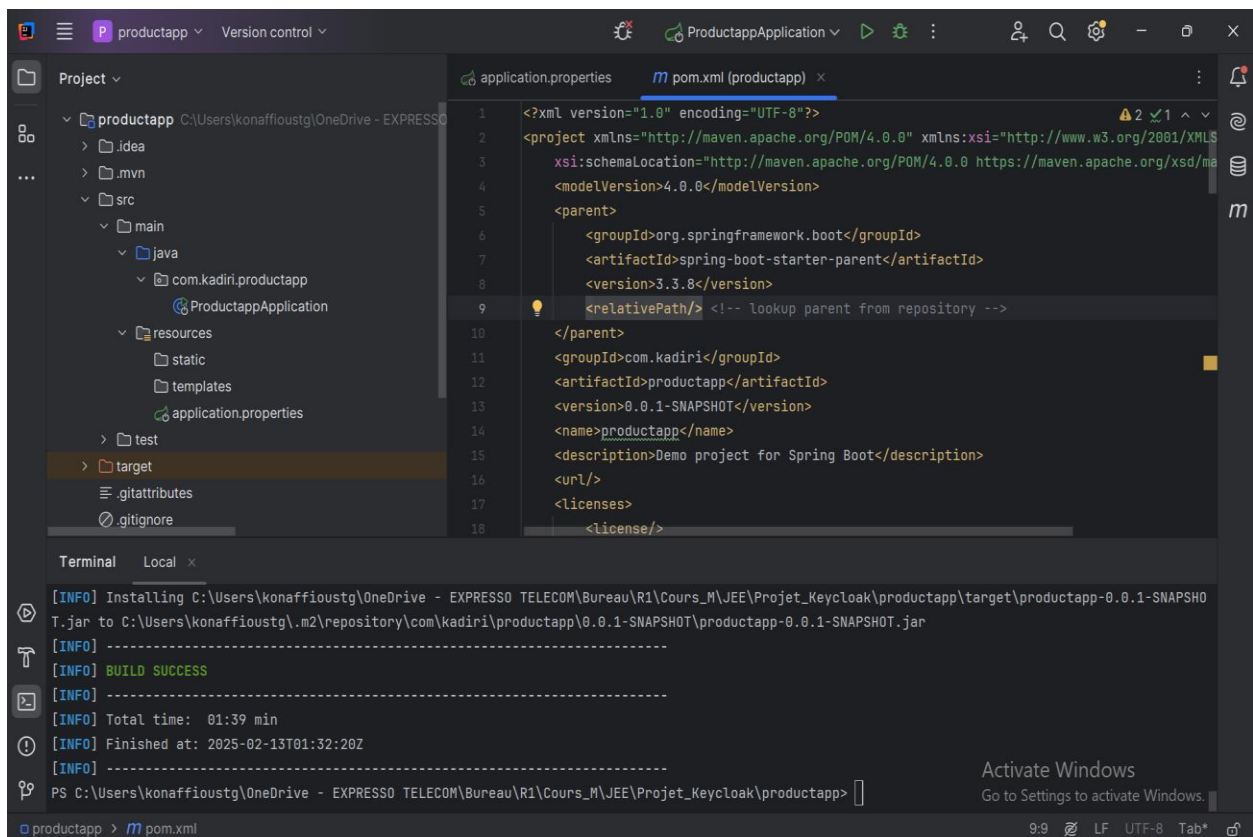 P productapp Version control ProductappApplication
Project
application.properties
m pom.xml (productapp)
productapp C:\Users\konaffioustg\OneDrive - EXPRESSO
.idea
.mvn
src
main
java
com.kadiri.productapp
ProductappApplication
resources
static
templates
application.properties
test
target
.gitattributes
.gitignore
2 1
1 <?xml version="1.0" encoding="UTF-8"?>
2 <project xmlns="http://maven.apache.org/POM/4.0.0" xmlns:xsi="http://www.w3.org/2001/XMLS
3 xsi:schemaLocation="http://maven.apache.org/POM/4.0.0 https://maven.apache.org/xsd/ma
4 <modelVersion>4.0.0</modelVersion>
5 <parent>
6 <groupId>org.springframework.boot</groupId>
7 <artifactId>spring-boot-starter-parent</artifactId>
8 <version>3.3.8</version>
9 <relativePath/> <!-- lookup parent from repository -->
10 </parent>
11 <groupId>com.kadiri</groupId>
12 <artifactId>productapp</artifactId>
13 <version>0.0.1-SNAPSHOT</version>
14 <name>productapp</name>
15 <description>Demo project for Spring Boot</description>
16 <url/>
17 <licenses>
18 <license/>
m
Terminal Local
[INFO] Installing C:\Users\konaffioustg\OneDrive - EXPRESSO TELECOM\Bureau\R1\Cours_M\JEE\Projet_Keycloak\productapp\target\productapp-0.0.1-SNAPSHO
T.jar to C:\Users\konaffioustg\.m2\repository\com\kadiri\productapp\0.0.1-SNAPSHOT\productapp-0.0.1-SNAPSHOT.jar
[INFO] ------------------------------------------------------------------------
[INFO] BUILD SUCCESS
[INFO] ------------------------------------------------------------------------
[INFO] Total time: 01:39 min
[INFO] Finished at: 2025-02-13T01:32:20Z
[INFO] ------------------------------------------------------------------------
PS C:\Users\konaffioustg\OneDrive - EXPRESSO TELECOM\Bureau\R1\Cours_M\JEE\Projet_Keycloak\productapp>
Activate Windows
Go to Settings to activate Windows.
productapp > m pom.xml
9:9 LF UTF-8 Tab*